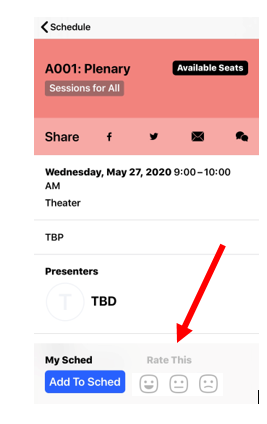 Schedule
A001: Plenary
Available Seats
Sessions for All
Share
Wednesday, May 27, 2020 9:00 – 10:00
AM
Theater
TBP
Presenters
T
TBD
My Sched
Rate This
Add To Sched